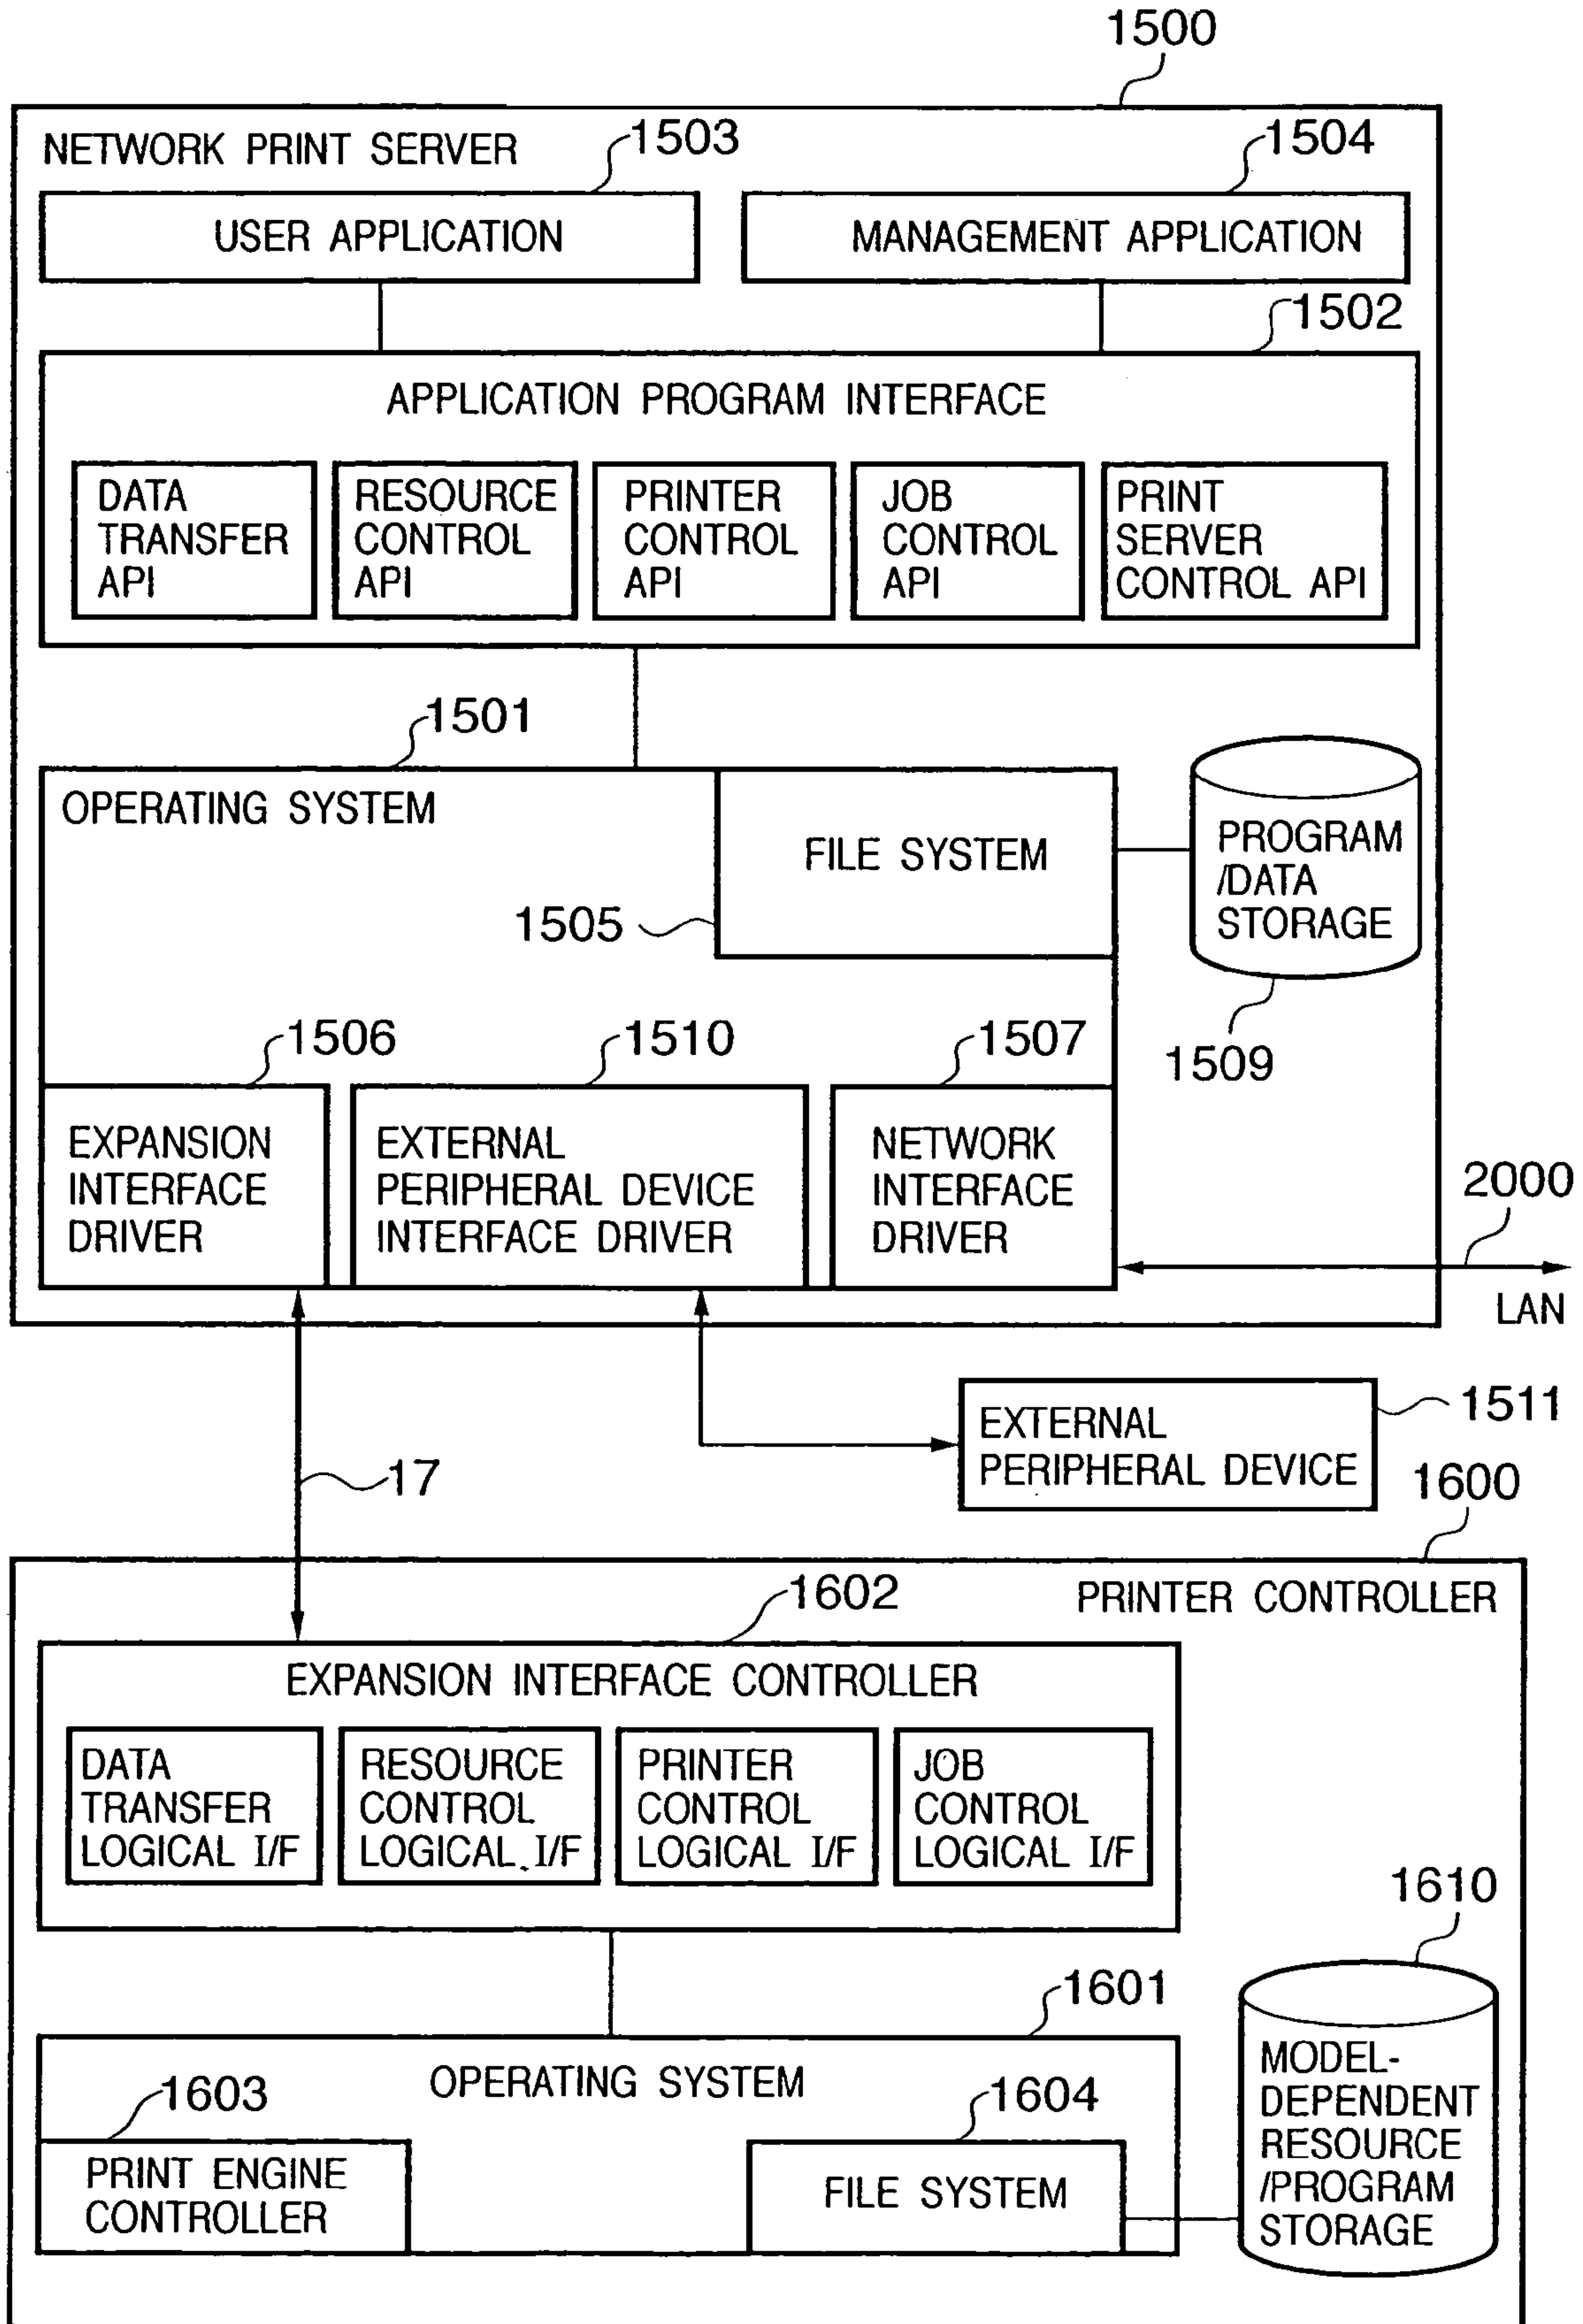 1500
NETWORK PRINT SERVER
1503
1504
USER APPLICATION
MANAGEMENT APPLICATION
1502
APPLICATION PROGRAM INTERFACE
DATA
TRANSFER
API
RESOURCE
CONTROL
API
PRINTER
CONTROL
API
JOB
CONTROL
API
PRINT
SERVER
CONTROL API
1501
OPERATING SYSTEM
FILE SYSTEM
1505
PROGRAM
/DATA
STORAGE
1509
1506
1510
1507
EXPANSION
INTERFACE
DRIVER
EXTERNAL
PERIPHERAL DEVICE
INTERFACE DRIVER
NETWORK
INTERFACE
DRIVER
2000
LAN
EXTERNAL
PERIPHERAL DEVICE
1511
17
1600
PRINTER CONTROLLER
1602
EXPANSION INTERFACE CONTROLLER
DATA
TRANSFER
LOGICAL I/F
RESOURCE
CONTROL
LOGICAL I/F
PRINTER
CONTROL
LOGICAL I/F
JOB
CONTROL
LOGICAL I/F
1610
1601
OPERATING SYSTEM
1603
1604
PRINT ENGINE
CONTROLLER
FILE SYSTEM
MODEL-
DEPENDENT
RESOURCE
/PROGRAM
STORAGE